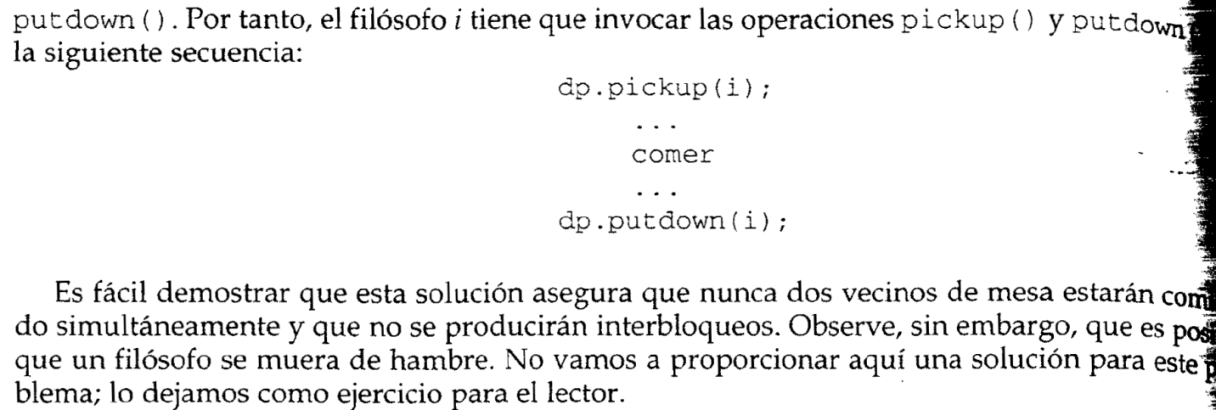 putdown(). Por tanto, el filósofo i tiene que invocar las operaciones pickup() y putdown
la siguiente secuencia:
dp.pickup(i);
...
comer
...
dp.putdown(i);
Es fácil demostrar que esta solución asegura que nunca dos vecinos de mesa estarán com
do simultáneamente y que no se producirán interbloqueos. Observe, sin embargo, que es pos
que un filósofo se muera de hambre. No vamos a proporcionar aquí una solución para este p
blema; lo dejamos como ejercicio para el lector.